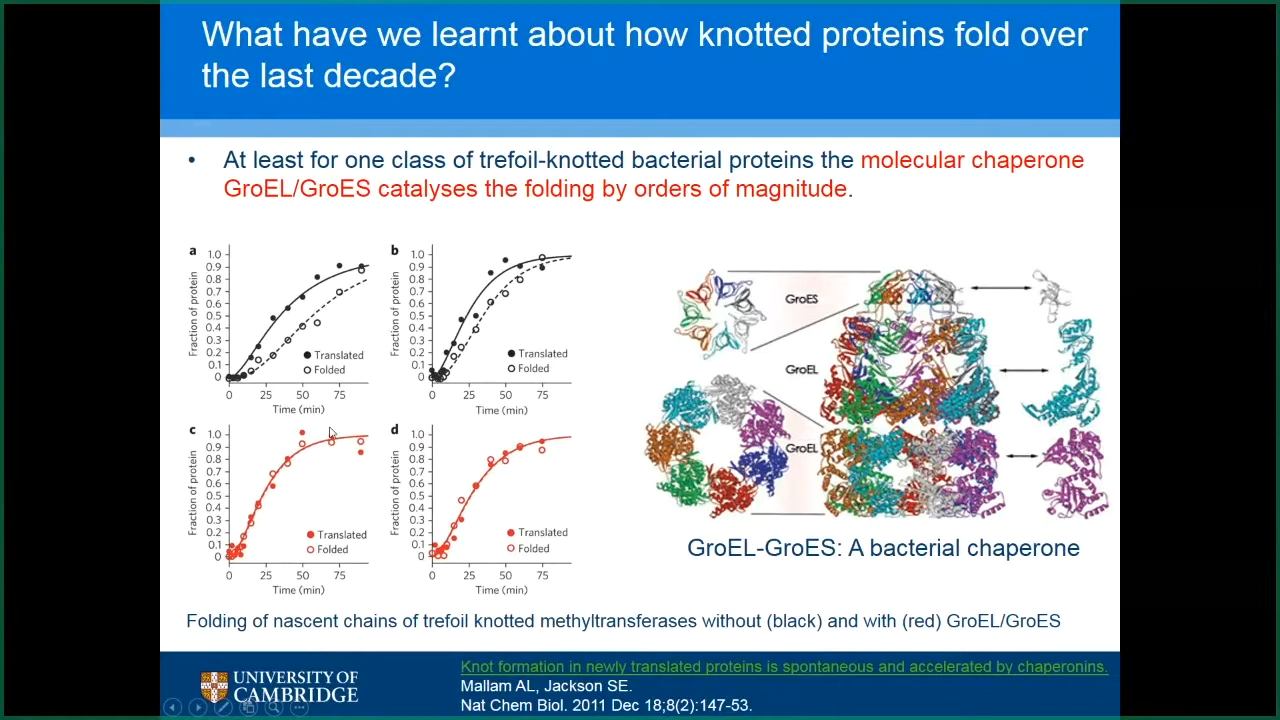 What have we learnt about how knotted proteins fold over
the last decade?
• At least for one class of trefoil-knotted bacterial proteins the molecular chaperone
GroEL/GroES catalyses the folding by orders of magnitude.
a
Fraction of protein
1.0
0.9
0.8
0.7
0.6
0.5
0.4
0.3
0.2
0.1
0
Translated
Folded
0 25 50 75
Time (min)
b
Fraction of protein
1.0
0.9
0.8
0.7
0.6
0.5
0.4
0.3
0.2
0.1
0
Translated
Folded
0 25 50 75
Time (min)
c
Fraction of protein
1.0
0.9
0.8
0.7
0.6
0.5
0.4
0.3
0.2
0.1
0
Translated
Folded
0 25 50 75
Time (min)
d
Fraction of protein
1.0
0.9
0.8
0.7
0.6
0.5
0.4
0.3
0.2
0.1
0
Translated
Folded
0 25 50 75
Time (min)
GroES
GroEL
GroEL
GroEL-GroES: A bacterial chaperone
Folding of nascent chains of trefoil knotted methyltransferases without (black) and with (red) GroEL/GroES
UNIVERSITY OF
CAMBRIDGE
Knot formation in newly translated proteins is spontaneous and accelerated by chaperonins.
Mallam AL, Jackson SE.
Nat Chem Biol. 2011 Dec 18;8(2):147-53.